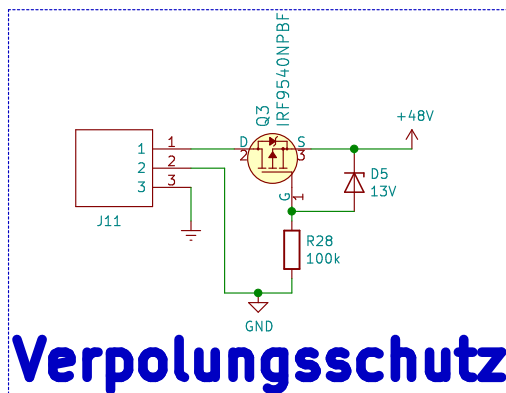 IRF9540NPBF
Q3
+48V
1
1
D
S
2
3
2
2
3
3
D5
13V
G
1
J11
R28
100k
GND
Verpolungsschutz